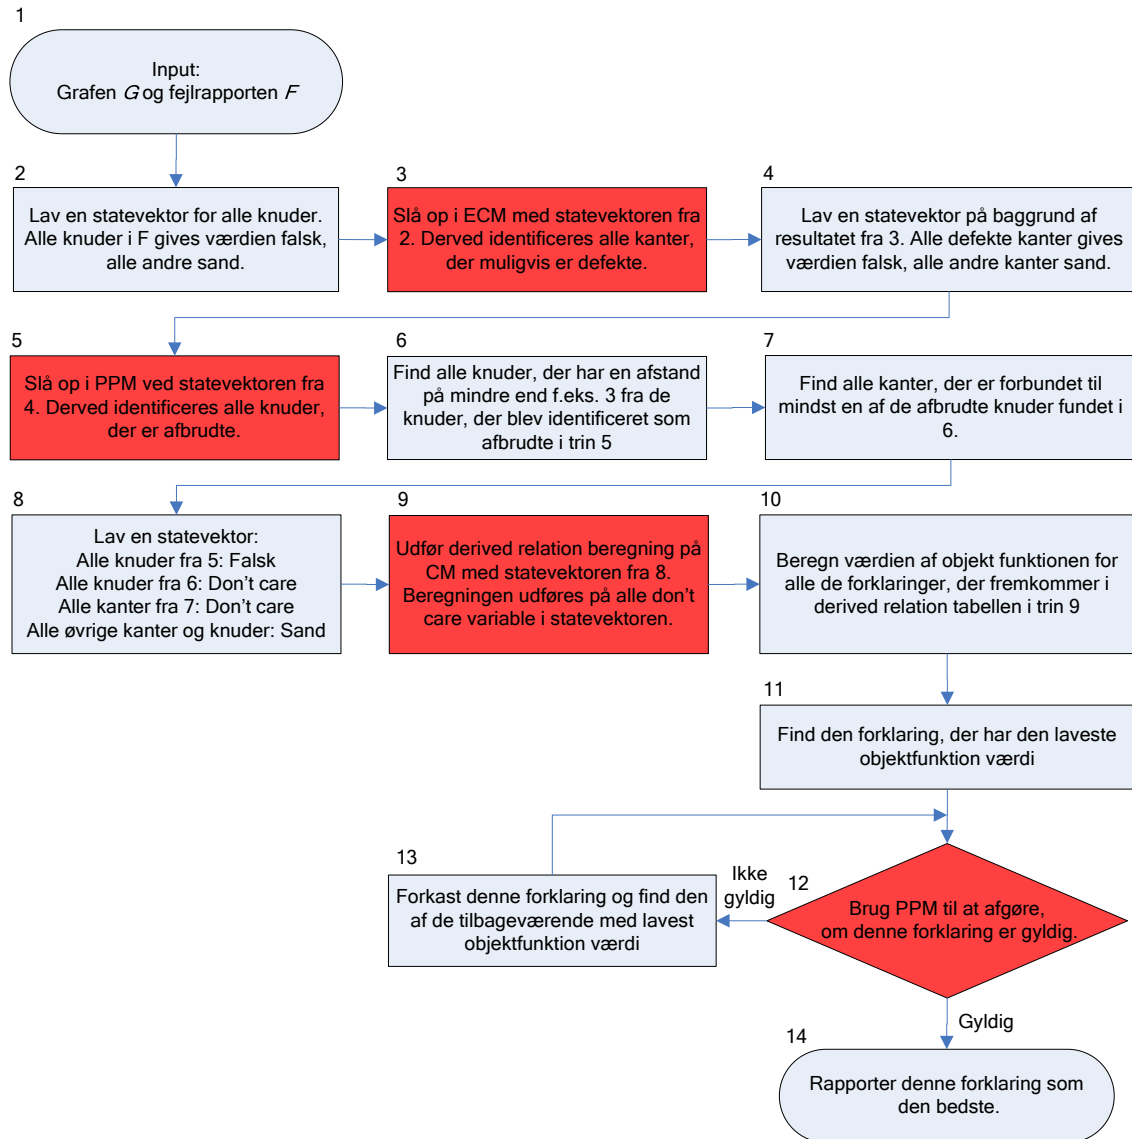 1
Input:
Grafen G og fejlrapporten F
2
Lav en statevektor for alle knuder.
Alle knuder i F gives værdien falsk,
alle andre sand.
3
Slå op i ECM med statevektoren fra
2. Derved identificeres alle kanter,
der muligvis er defekte.
4
Lav en statevektor på baggrund af
resultatet fra 3. Alle defekte kanter gives
værdien falsk, alle andre kanter sand.
5
Slå op i PPM ved statevektoren fra
4. Derved identificeres alle knuder,
der er afbrudte.
6
Find alle knuder, der har en afstand
på mindre end f.eks. 3 fra de
knuder, der blev identificeret som
afbrudte i trin 5
7
Find alle kanter, der er forbundet til
mindst en af de afbrudte knuder fundet i
6.
8
Lav en statevektor:
Alle knuder fra 5: Falsk
Alle knuder fra 6: Don't care
Alle kanter fra 7: Don't care
Alle øvrige kanter og knuder: Sand
9
Udfør derived relation beregning på
CM med statevektoren fra 8.
Beregningen udføres på alle don't
care variable i statevektoren.
10
Beregn værdien af objekt funktionen for
alle de forklaringer, der fremkommer i
derived relation tabellen i trin 9
11
Find den forklaring, der har den laveste
objektfunktion værdi
12
Brug PPM til at afgøre,
om denne forklaring er gyldig.
Ikke
gyldig
13
Forkast denne forklaring og find den
af de tilbageværende med lavest
objektfunktion værdi
Gyldig
14
Rapporter denne forklaring som
den bedste.